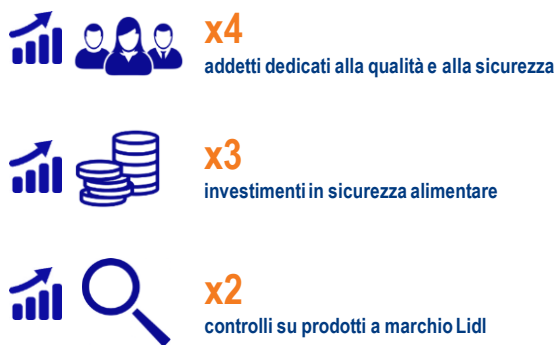 x4
addetti dedicati alla qualità e alla sicurezza
x3
investimenti in sicurezza alimentare
x2
controlli su prodotti a marchio Lidl